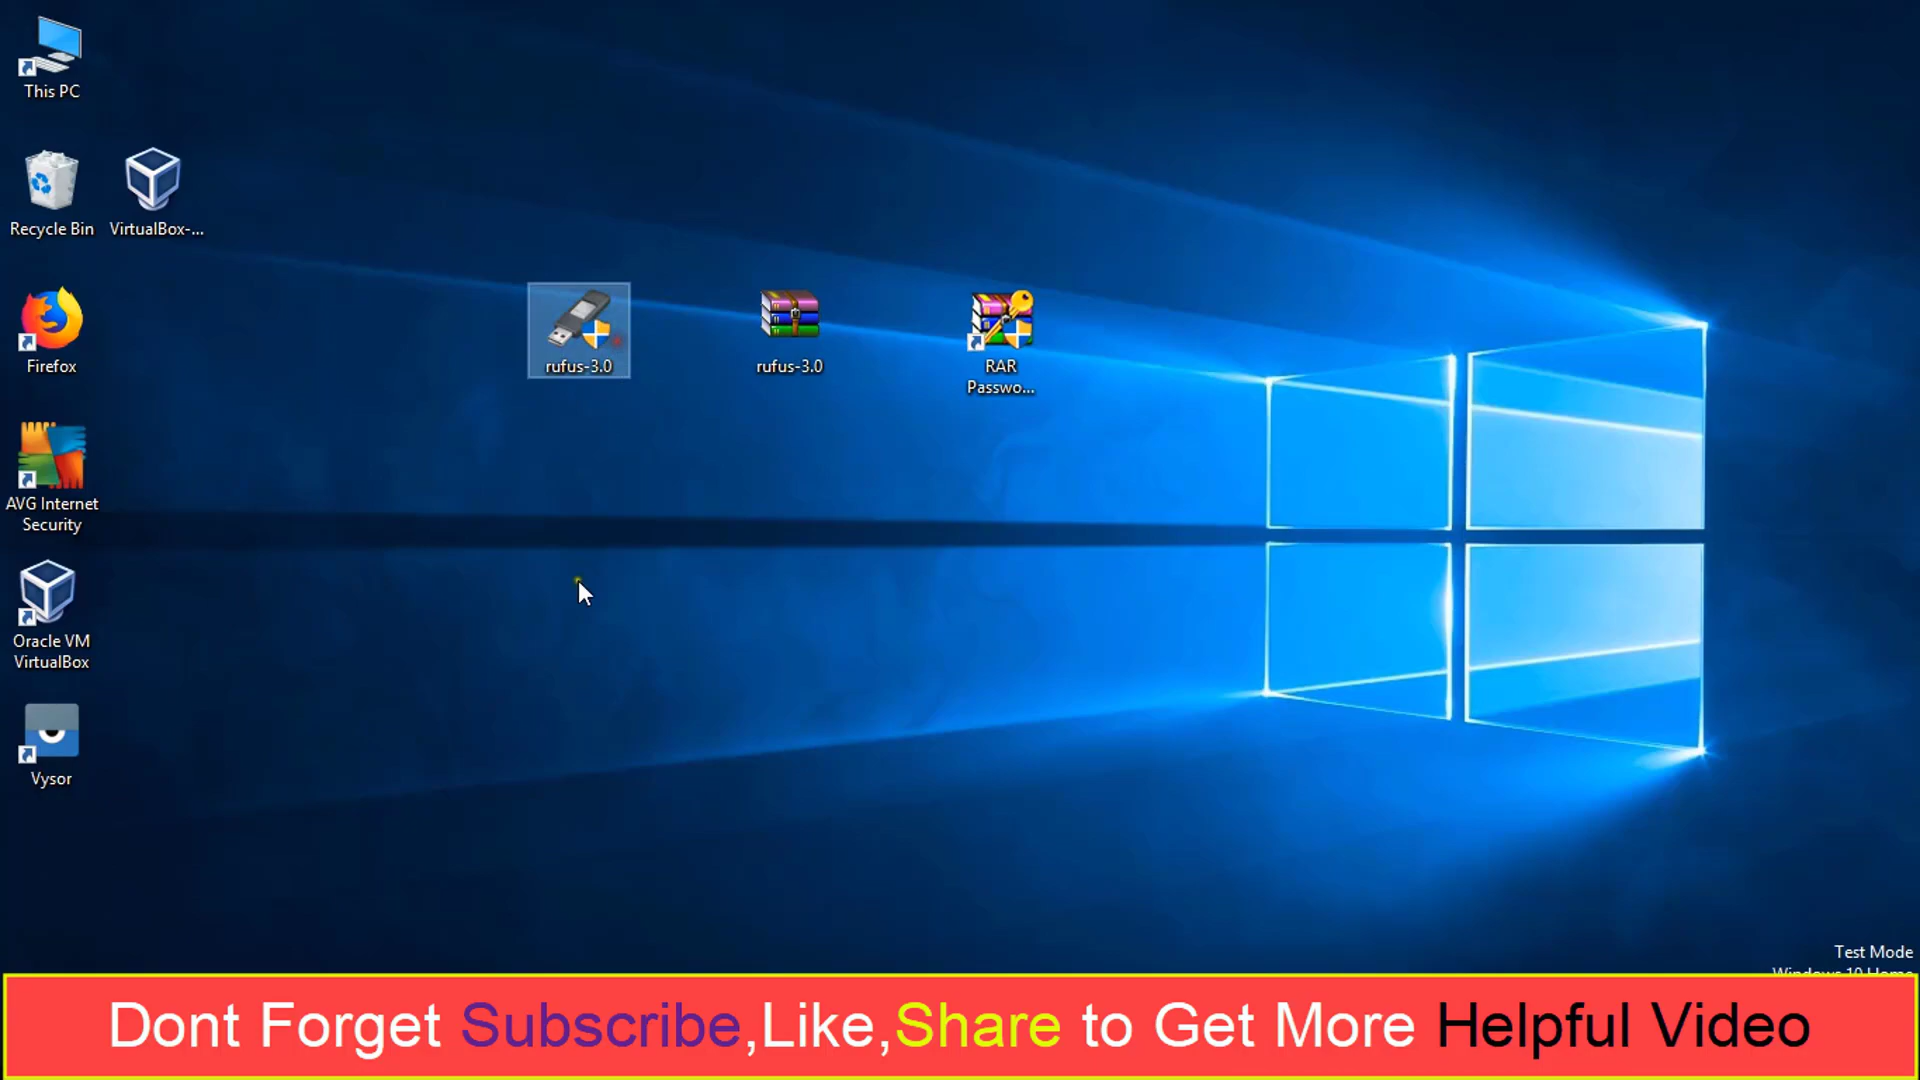 This PC
Recycle Bin
VirtualBox-...
Firefox
rufus-3.0
rufus-3.0
RAR
Passwo...
AVG Internet
Security
Oracle VM
VirtualBox
Vysor
Test Mode
Windows 10 Home
Dont Forget Subscribe,Like,Share to Get More Helpful Video